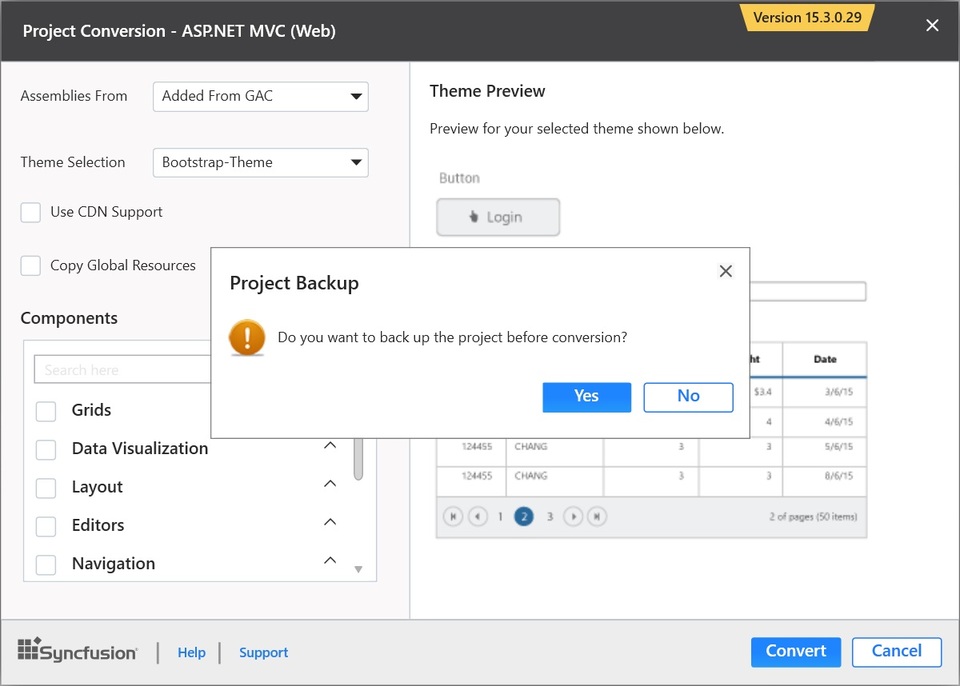 Project Conversion - ASP.NET MVC (Web)
Version 15.3.0.29
Assemblies From
Added From GAC
Theme Selection
Bootstrap-Theme
Use CDN Support
Copy Global Resources
Components
Search here
Grids
Data Visualization
Layout
Editors
Navigation
Theme Preview
Preview for your selected theme shown below.
Button
Login
Project Backup
Do you want to back up the project before conversion?
Yes No
Date
$3.4 3/6/15
4 4/6/15
124455 CHANG 3 3 5/6/15
124455 CHANG 3 3 8/6/15
1 2 3 2 of pages (50 items)
Syncfusion Help Support
Convert Cancel